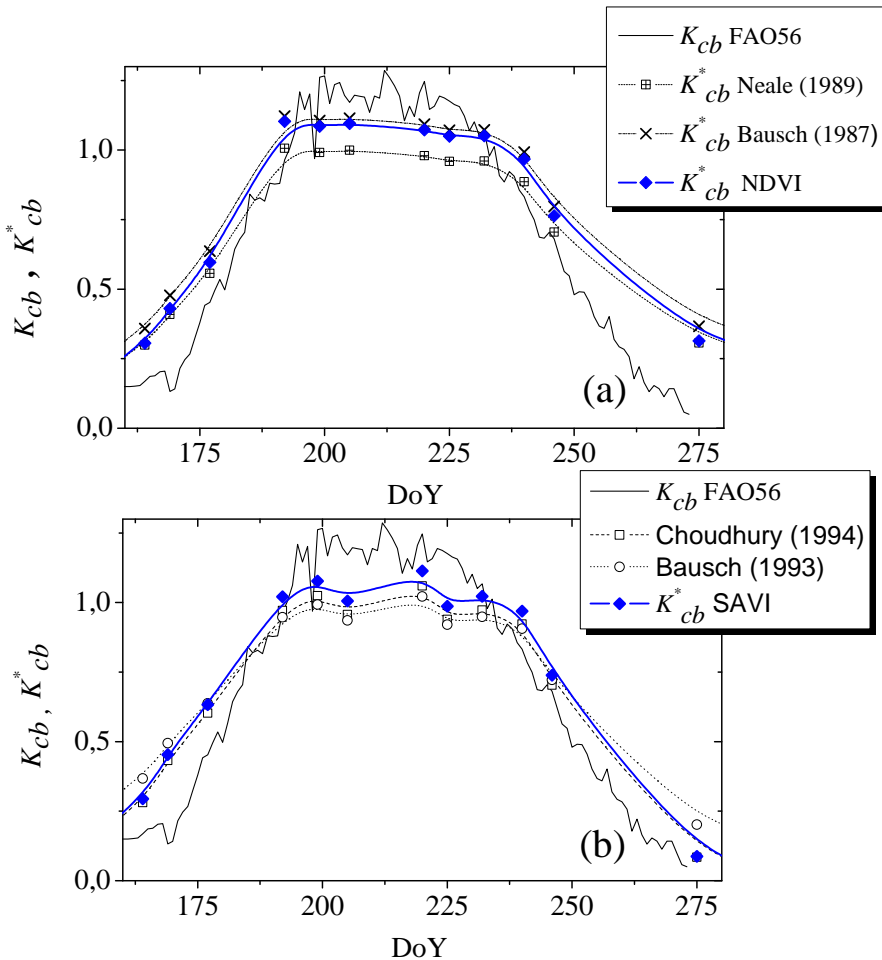 K_cb FAO56
K*_cb Neale (1989)
K*_cb Bausch (1987)
K*_cb NDVI
K_cb , K*_cb
1,0
0,5
0,0
(a)
175 200 225 250 275
DoY
K_cb FAO56
Choudhury (1994)
Bausch (1993)
K*_cb SAVI
K_cb , K*_cb
1,0
0,5
0,0
(b)
175 200 225 250 275
DoY